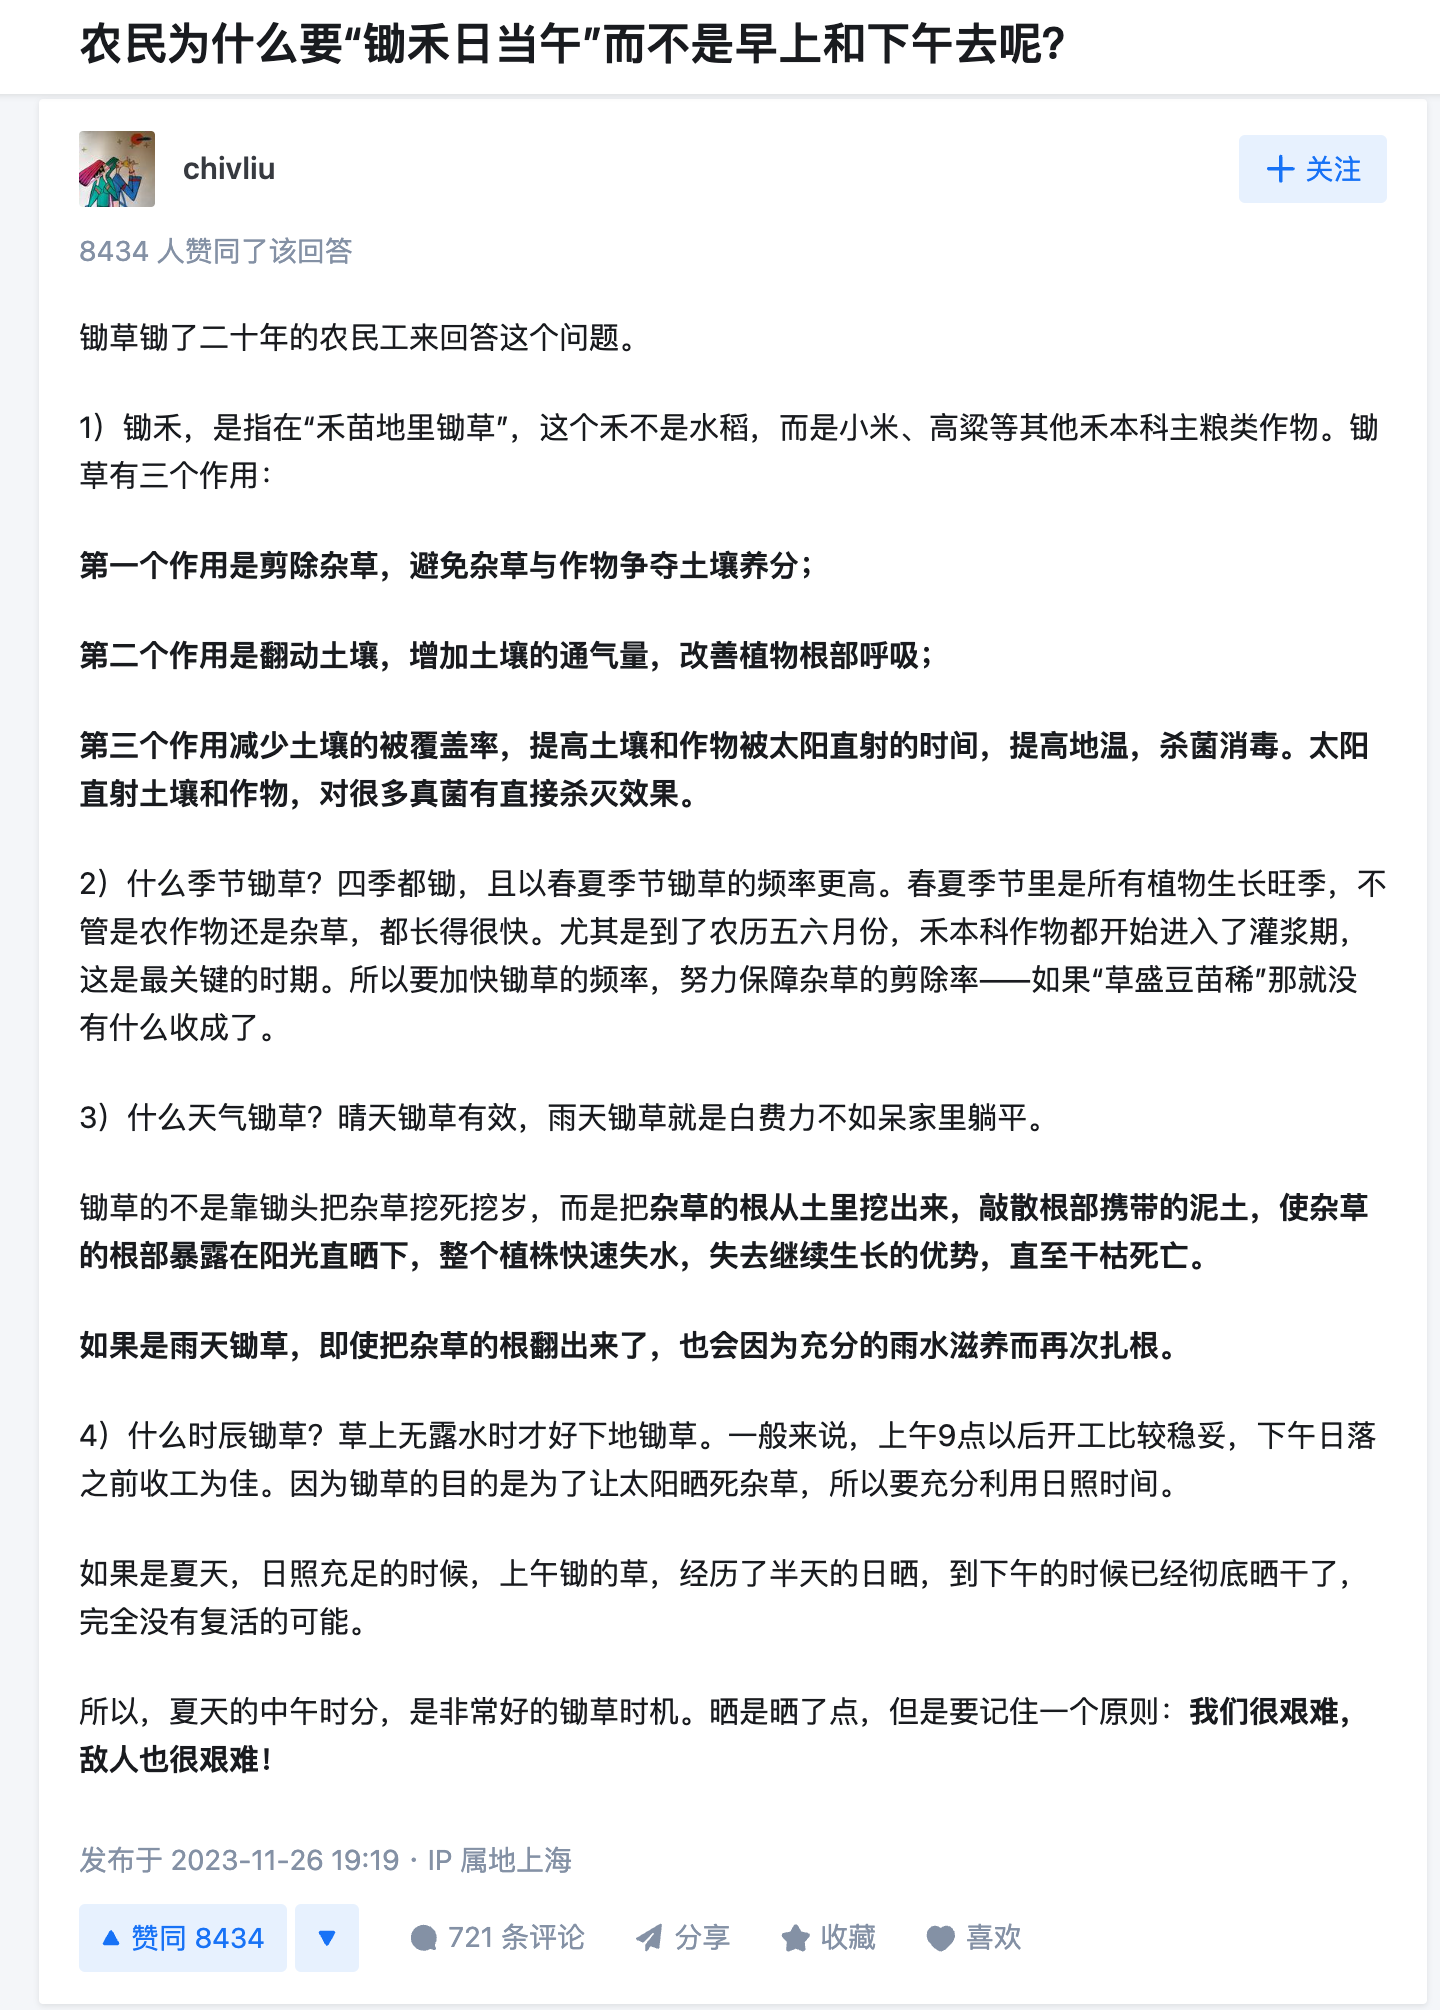 农民为什么要“锄禾日当午”而不是早上和下午去呢?
chivliu
关注
8434 人赞同了该回答
锄草锄了二十年的农民工来回答这个问题。
1）锄禾，是指在“禾苗地里锄草”，这个禾不是水稻，而是小米、高粱等其他禾本科主粮类作物。锄
草有三个作用：
第一个作用是剪除杂草，避免杂草与作物争夺土壤养分；
第二个作用是翻动土壤，增加土壤的通气量，改善植物根部呼吸；
第三个作用减少土壤的被覆盖率，提高土壤和作物被太阳直射的时间，提高地温，杀菌消毒。太阳
直射土壤和作物，对很多真菌有直接杀灭效果。
2）什么季节锄草？四季都锄，且以春夏季节锄草的频率更高。春夏季节里是所有植物生长旺季，不
管是农作物还是杂草，都长得很快。尤其是到了农历五六月份，禾本科作物都开始进入了灌浆期，
这是最关键的时期。所以要加快锄草的频率，努力保障杂草的剪除率——如果“草盛豆苗稀”那就没
有什么收成了。
3）什么天气锄草？晴天锄草有效，雨天锄草就是白费力不如呆家里躺平。
锄草的不是靠锄头把杂草挖死挖岁，而是把杂草的根从土里挖出来，敲散根部携带的泥土，使杂草
的根部暴露在阳光直晒下，整个植株快速失水，失去继续生长的优势，直至干枯死亡。
如果是雨天锄草，即使把杂草的根翻出来了，也会因为充分的雨水滋养而再次扎根。
4）什么时辰锄草？草上无露水时才好下地锄草。一般来说，上午9点以后开工比较稳妥，下午日落
之前收工为佳。因为锄草的目的是为了让太阳晒死杂草，所以要充分利用日照时间。
如果是夏天，日照充足的时候，上午锄的草，经历了半天的日晒，到下午的时候已经彻底晒干了，
完全没有复活的可能。
所以，夏天的中午时分，是非常好的锄草时机。晒是晒了点，但是要记住一个原则：我们很艰难，
敌人也很艰难！
发布于 2023-11-26 19:19 · IP 属地上海
赞同 8434 721 条评论 分享 收藏 喜欢